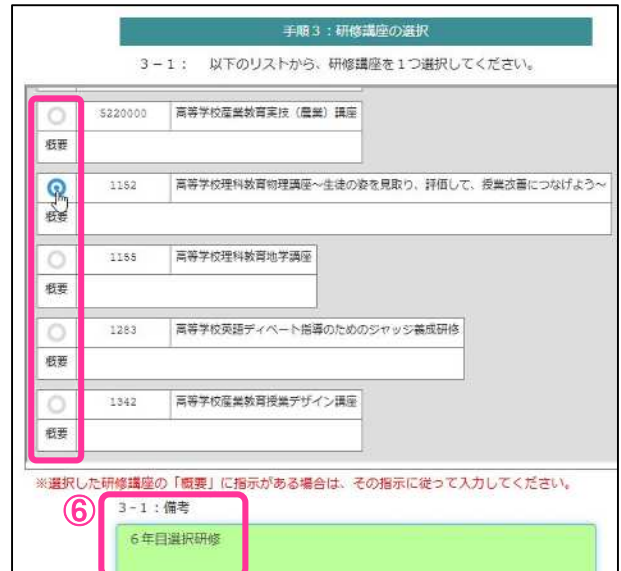 手順3：研修講座の選択
3－1： 以下のリストから、研修講座を1つ選択してください。
5220000 高等学校産業教育実技（農業）講座
概要
1152 高等学校理科教育物理講座～生徒の姿を見取り、評価して、授業改善につなげよう～
概要
1155 高等学校理科教育地学講座
概要
1283 高等学校英語ディベート指導のためのジャッジ養成研修
概要
1342 高等学校産業教育授業デザイン講座
概要
※選択した研修講座の「概要」に指示がある場合は、その指示に従って入力してください。
⑥ 3-1：備考
6年目選択研修